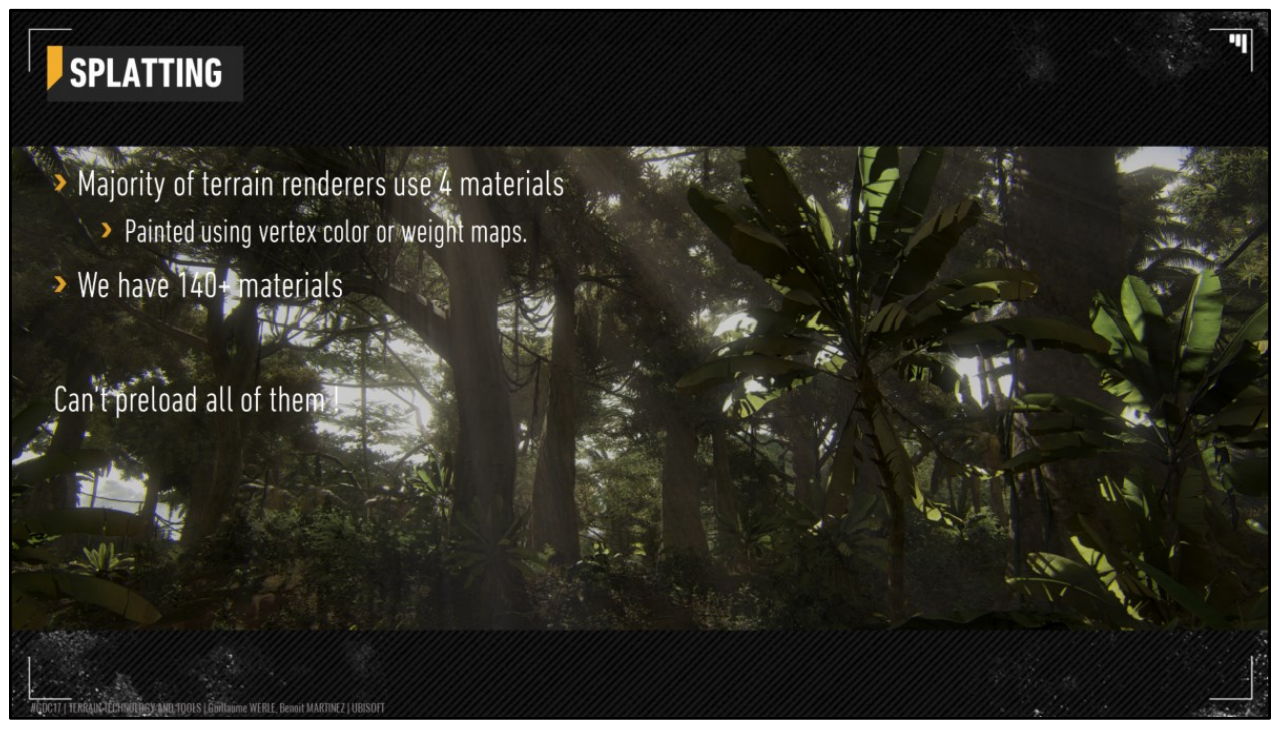 SPLATTING
Majority of terrain renderers use 4 materials
Painted using vertex color or weight maps.
We have 140+ materials
Can't preload all of them !
#GDC17 | TERRAIN TECHNOLOGY AND TOOLS | Guillaume WERLE, Benoit MARTINEZ | UBISOFT